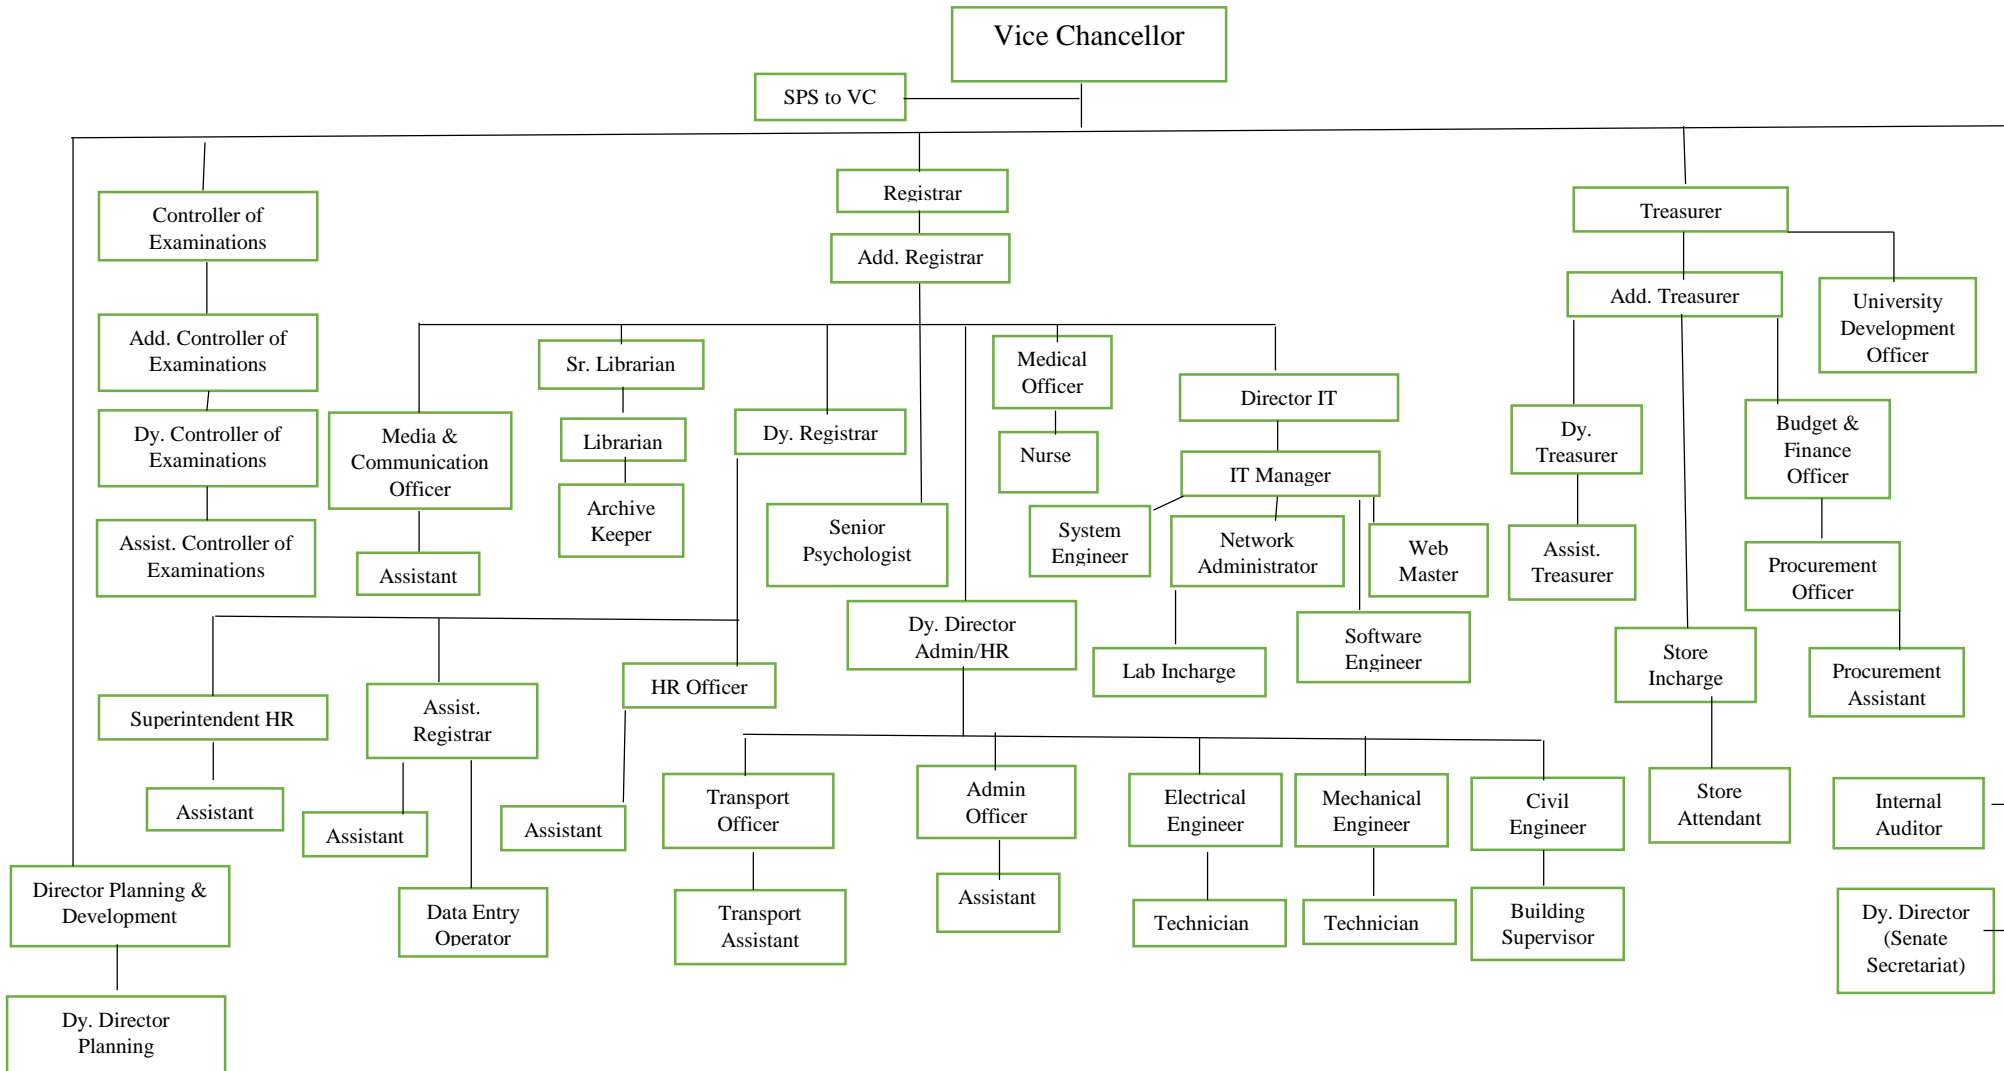 Vice Chancellor
SPS to VC
Registrar
Controller of
Examinations
Treasurer
Add. Registrar
Add. Treasurer
University
Development
Officer
Add. Controller of
Examinations
Sr. Librarian
Medical
Officer
Director IT
Dy. Controller of
Examinations
Media &
Communication
Officer
Librarian
Dy. Registrar
Nurse
IT Manager
Dy.
Treasurer
Budget &
Finance
Officer
Archive
Keeper
Senior
Psychologist
System
Engineer
Network
Administrator
Web
Master
Assist. Controller of
Examinations
Assistant
Assist.
Treasurer
Procurement
Officer
Dy. Director
Admin/HR
Lab Incharge
Software
Engineer
Store
Incharge
Procurement
Assistant
Superintendent HR
Assist.
Registrar
HR Officer
Assistant
Assistant
Assistant
Transport
Officer
Admin
Officer
Electrical
Engineer
Mechanical
Engineer
Civil
Engineer
Store
Attendant
Internal
Auditor
Director Planning &
Development
Data Entry
Operator
Transport
Assistant
Assistant
Technician
Technician
Building
Supervisor
Dy. Director
(Senate
Secretariat)
Dy. Director
Planning